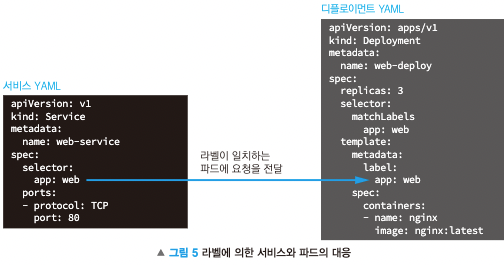 서비스 YAML
apiVersion: v1
kind: Service
metadata:
  name: web-service
spec:
  selector:
    app: web
  ports:
  - protocol: TCP
    port: 80
라벨이 일치하는
파드에 요청을 전달
디플로이먼트 YAML
apiVersion: apps/v1
kind: Deployment
metadata:
  name: web-deploy
spec:
  replicas: 3
  selector:
    matchLabels
      app: web
  template:
    metadata:
      label:
        app: web
    spec:
      containers:
      - name: nginx
        image: nginx:latest
▲ 그림 5 라벨에 의한 서비스와 파드의 대응